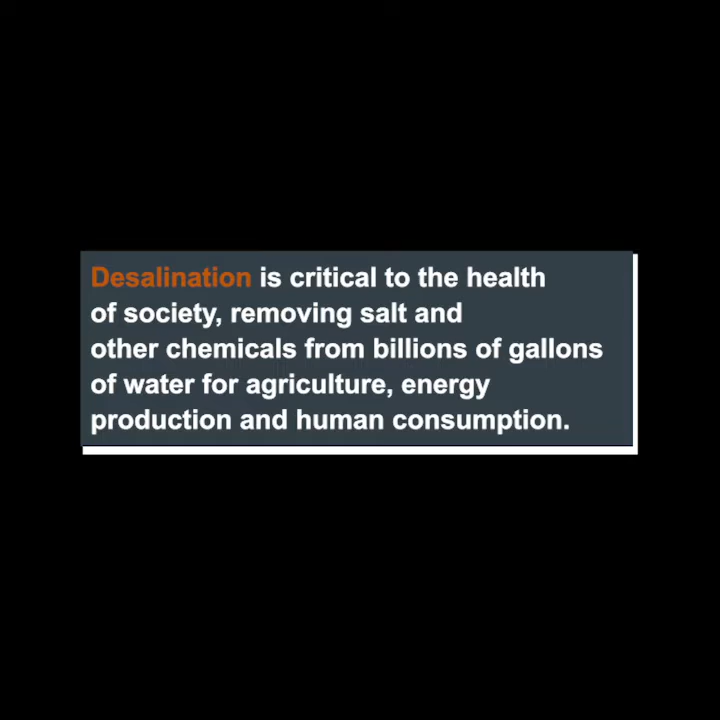 Desalination is critical to the health
of society, removing salt and
other chemicals from billions of gallons
of water for agriculture, energy
production and human consumption.